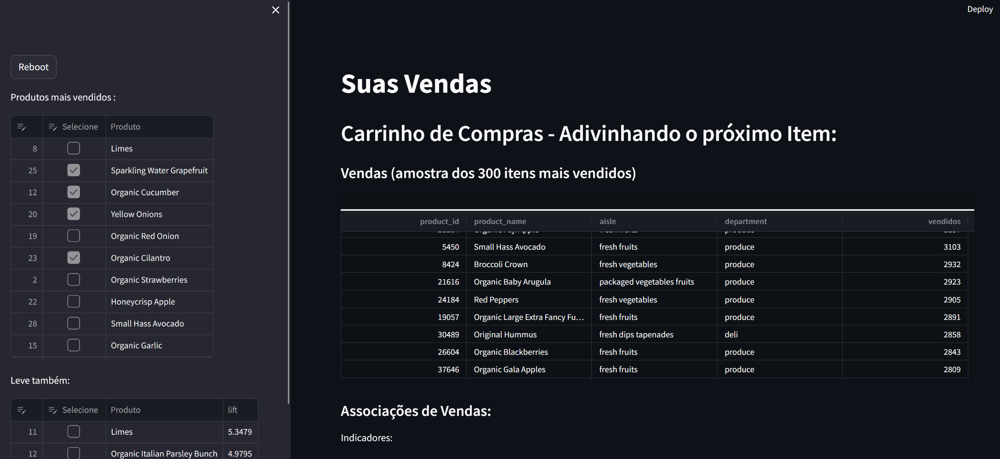 Deploy
Reboot
Produtos mais vendidos :
Selecione Produto
8 Limes
25 Sparkling Water Grapefruit
12 Organic Cucumber
20 Yellow Onions
19 Organic Red Onion
23 Organic Cilantro
2 Organic Strawberries
22 Honeycrisp Apple
28 Small Hass Avocado
15 Organic Garlic
Leve também:
Selecione Produto lift
11 Limes 5.3479
12 Organic Italian Parsley Bunch 4.9795
Suas Vendas
Carrinho de Compras - Adivinhando o próximo Item:
Vendas (amostra dos 300 itens mais vendidos)
product_id product_name aisle department vendidos
5450 Small Hass Avocado fresh fruits produce 3103
8424 Broccoli Crown fresh vegetables produce 2932
21616 Organic Baby Arugula packaged vegetables fruits produce 2923
24184 Red Peppers fresh vegetables produce 2905
19057 Organic Large Extra Fancy Fu... fresh fruits produce 2891
30489 Original Hummus fresh dips tapenades deli 2858
26604 Organic Blackberries fresh fruits produce 2843
37646 Organic Gala Apples fresh fruits produce 2809
Associações de Vendas:
Indicadores: